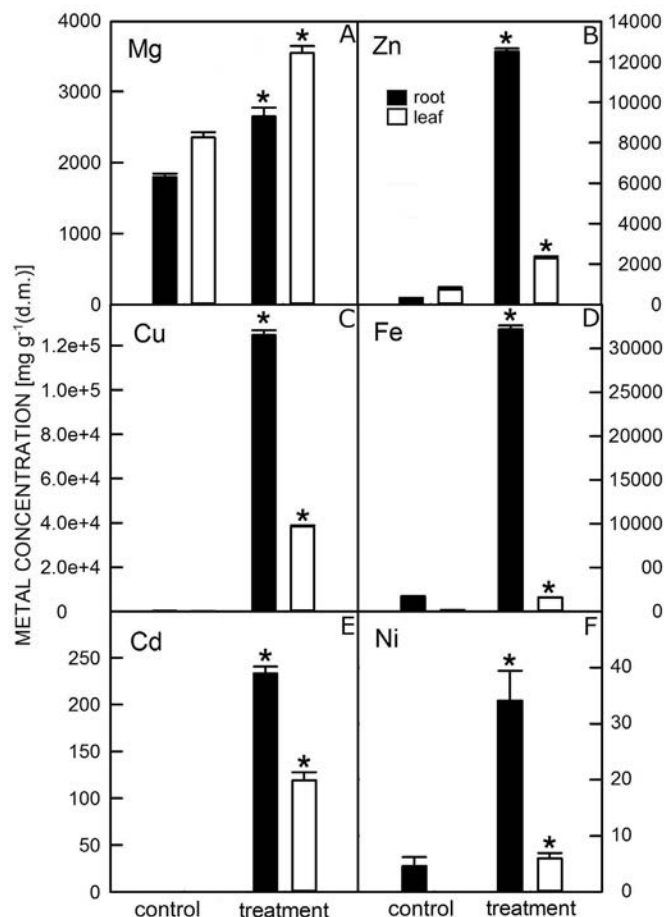 METAL CONCENTRATION [mg g-1(d.m.)]
4000
3000
2000
1000
0
Mg
A
*
*
Zn
B
root
leaf
*
*
14000
12000
10000
8000
6000
4000
2000
0
1.2e+5
1.0e+5
8.0e+4
6.0e+4
4.0e+4
2.0e+4
0
Cu
C
*
*
Fe
D
*
*
30000
25000
20000
15000
10000
00
0
250
200
150
100
50
0
Cd
E
*
*
Ni
F
*
*
40
30
20
10
0
control treatment control treatment